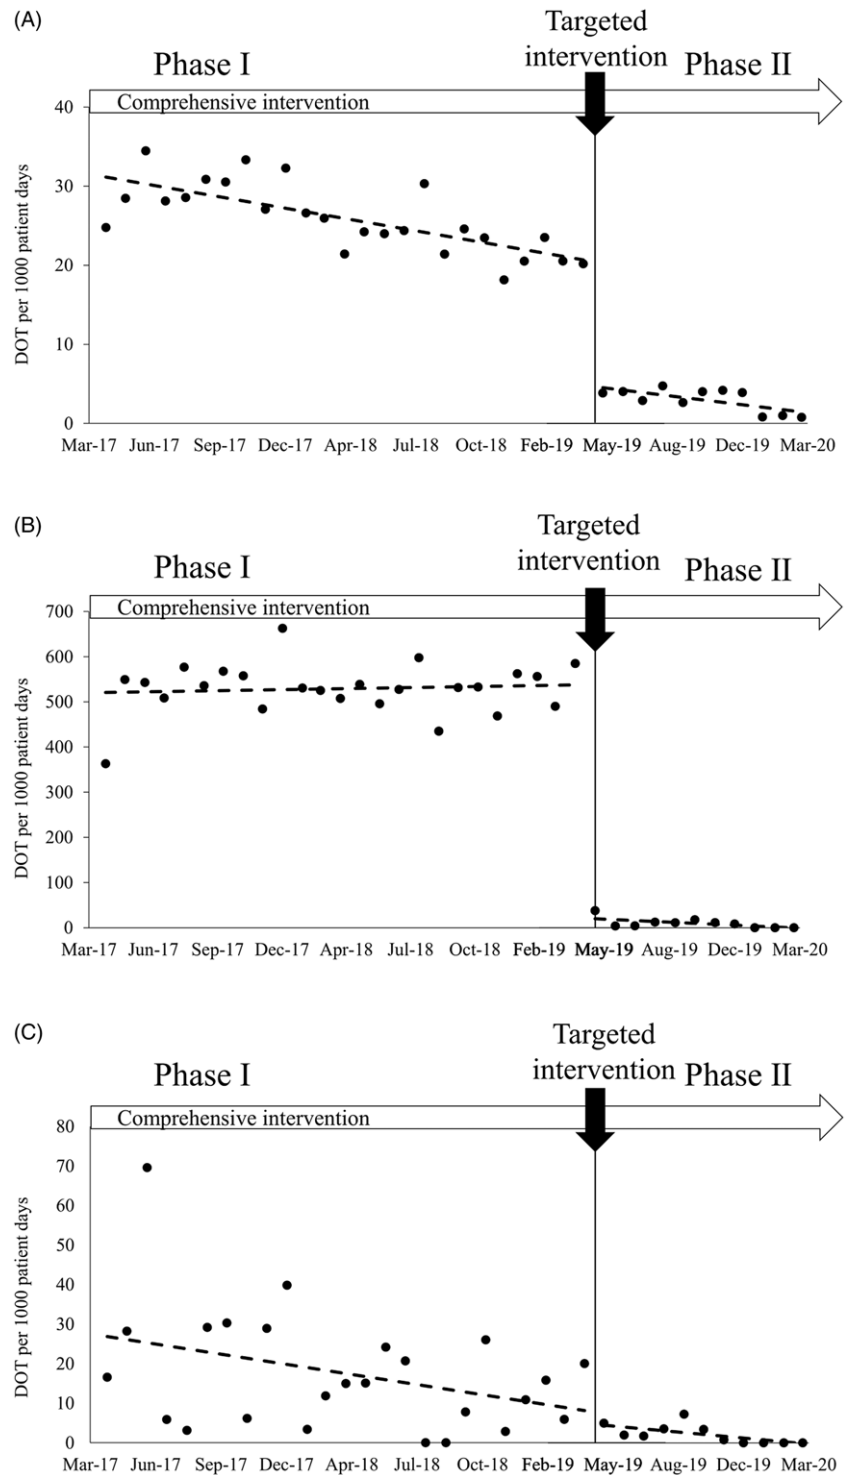 (A)
Targeted
intervention
Phase I
Phase II
Comprehensive intervention
DOT per 1000 patient days
40
30
20
10
0
Mar-17 Jun-17 Sep-17 Dec-17 Apr-18 Jul-18 Oct-18 Feb-19 May-19 Aug-19 Dec-19 Mar-20
(B)
Targeted
intervention
Phase I
Phase II
Comprehensive intervention
DOT per 1000 patient days
700
600
500
400
300
200
100
0
Mar-17 Jun-17 Sep-17 Dec-17 Apr-18 Jul-18 Oct-18 Feb-19 May-19 Aug-19 Dec-19 Mar-20
(C)
Targeted
intervention
Phase I
Phase II
Comprehensive intervention
DOT per 1000 patient days
80
70
60
50
40
30
20
10
0
Mar-17 Jun-17 Sep-17 Dec-17 Apr-18 Jul-18 Oct-18 Feb-19 May-19 Aug-19 Dec-19 Mar-20